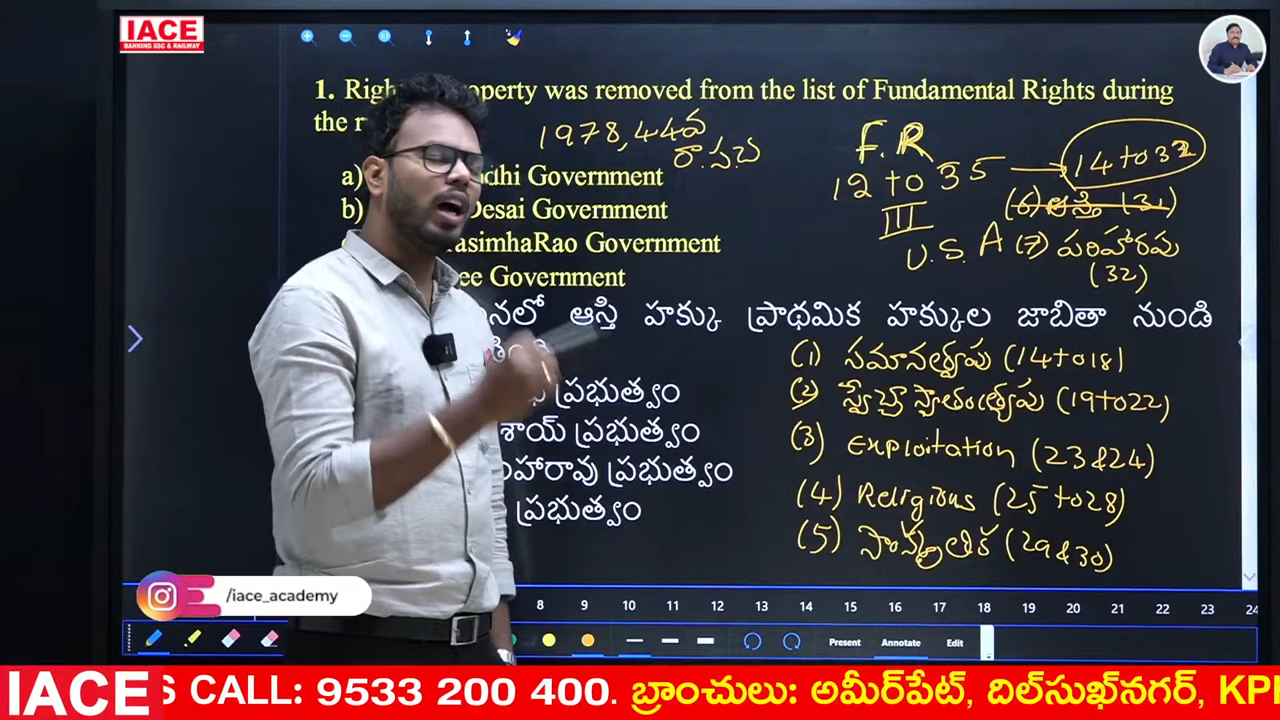 IACE
BANKING SSC & RAILWAY
1. Righ operty was removed from the list of Fundamental Rights during
the r
1978, 44వ
రా.స.చ
F.R
12 to 35 → 14 to 32
III
U.S.A
(6) ఆస్తి (31)
(7) పరిహారపు
(32)
a) dhi Government
b) Desai Government
asimhaRao Government
ee Government
నలో ఆస్తి హక్కు ప్రాథమిక హక్కుల జాబితా నుండి
(1) సమానత్వపు (14 to 18)
ప్రభుత్వం
(2) స్వేచ్ఛా స్వాతంత్ర్యపు (19 to 22)
శాయ్ ప్రభుత్వం
(3) Exploitation (23 & 24)
హారావు ప్రభుత్వం
(4) Religious (25 to 28)
ప్రభుత్వం
(5) సాంస్కృతిక (29 & 30)
/iace_academy
8 9 10 11 12 13 14 15 16 17 18 19 20 21 22 23 24
Present Annotate Edit
IACE S CALL: 9533 200 400. బ్రాంచులు: అమీర్‌పేట్, దిల్‌సుఖ్‌నగర్, KPI